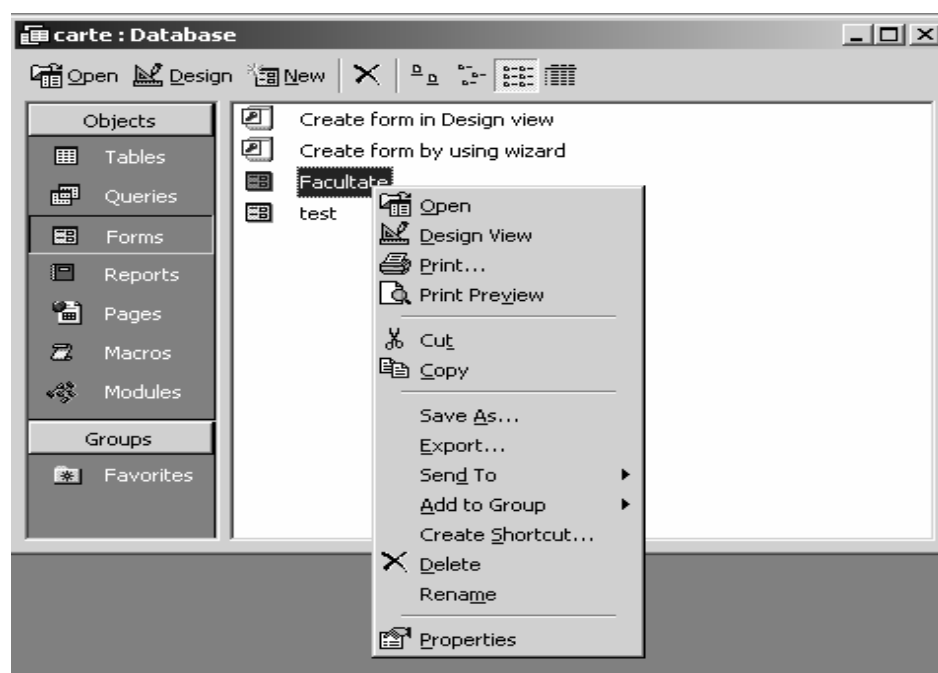 carte : Database
Open Design New
Objects
Tables
Queries
Forms
Reports
Pages
Macros
Modules
Groups
Favorites
Create form in Design view
Create form by using wizard
Facultate
test
Open
Design View
Print...
Print Preview
Cut
Copy
Save As...
Export...
Send To
Add to Group
Create Shortcut...
Delete
Rename
Properties